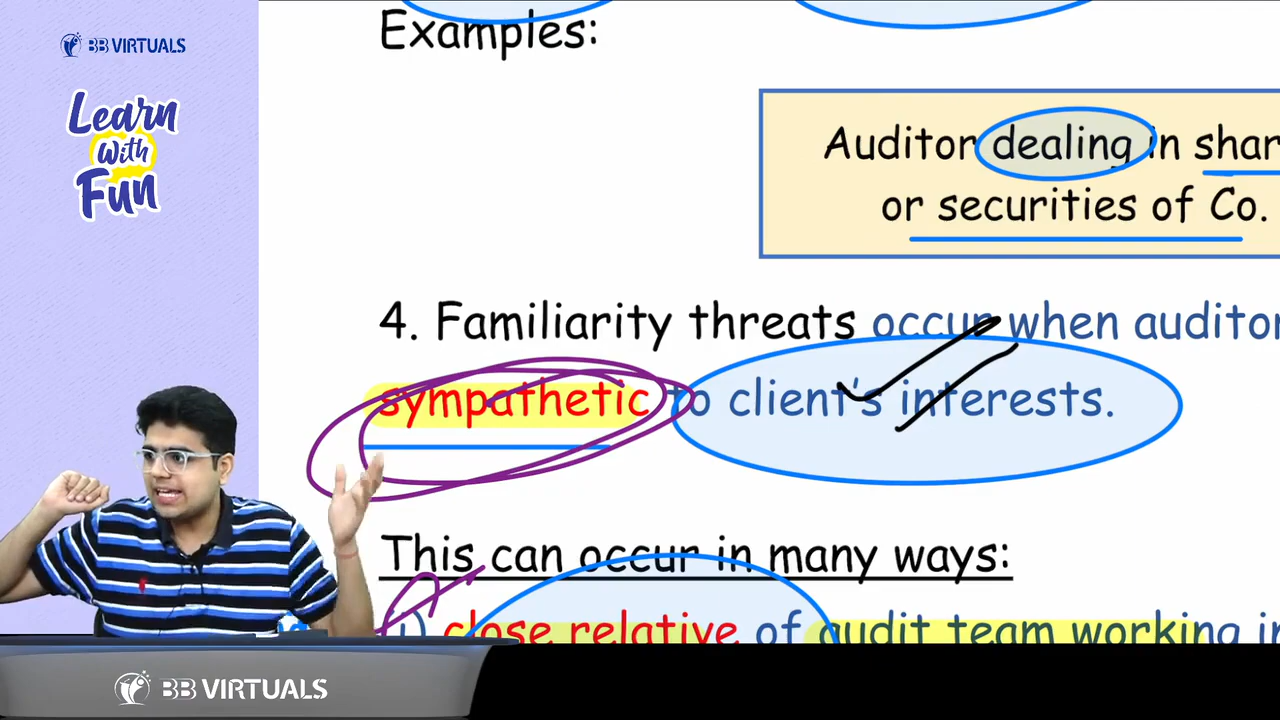 BB VIRTUALS
Learn
With
Fun
Examples:
Auditor dealing in shar
or securities of Co.
4. Familiarity threats occur when auditor
sympathetic to client's interests.
This can occur in many ways:
i) close relative of audit team working in
BB VIRTUALS